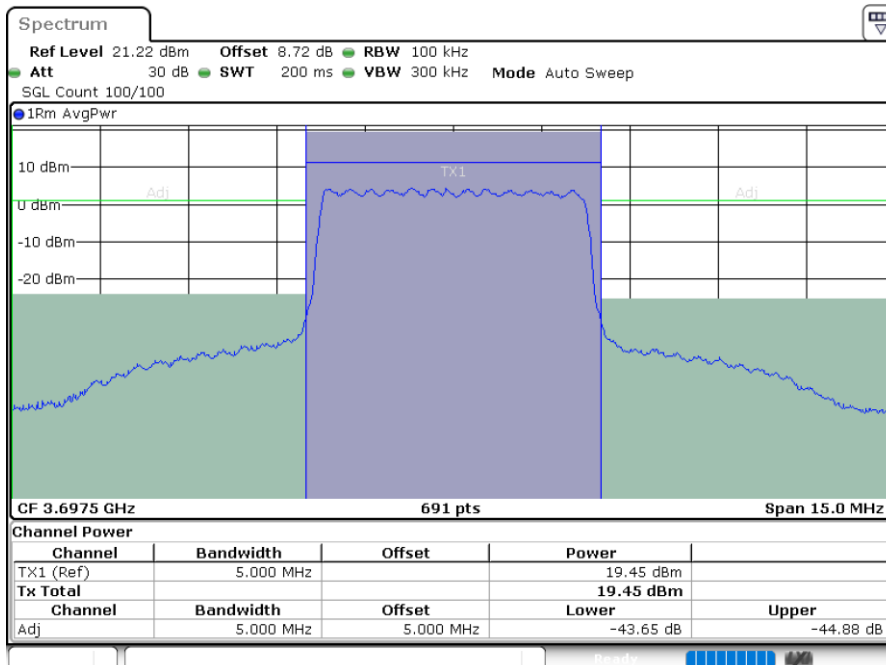 Spectrum
Ref Level 21.22 dBm Offset 8.72 dB RBW 100 kHz
Att 30 dB SWT 200 ms VBW 300 kHz Mode Auto Sweep
SGL Count 100/100
1Rm AvgPwr
10 dBm
TX1
Adj Adj
0 dBm
-10 dBm
-20 dBm
CF 3.6975 GHz 691 pts Span 15.0 MHz
Channel Power
Channel Bandwidth Offset Power
TX1 (Ref) 5.000 MHz 19.45 dBm
Tx Total 19.45 dBm
Channel Bandwidth Offset Lower Upper
Adj 5.000 MHz 5.000 MHz -43.65 dB -44.88 dB
Ready